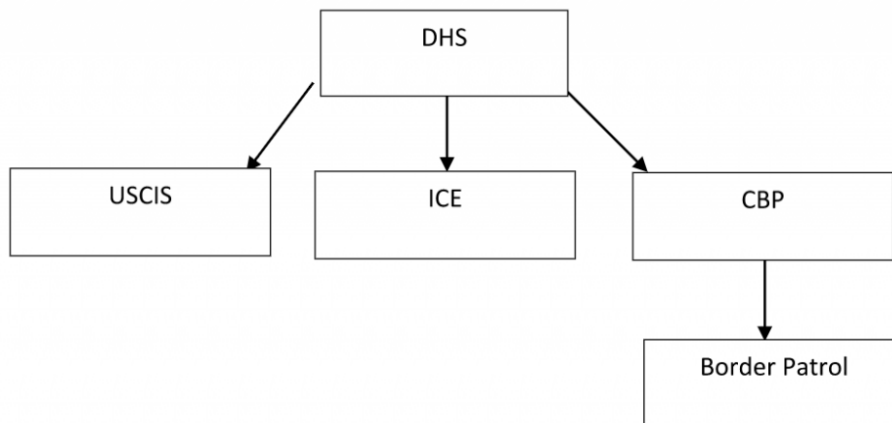 DHS
USCIS
ICE
CBP
Border Patrol